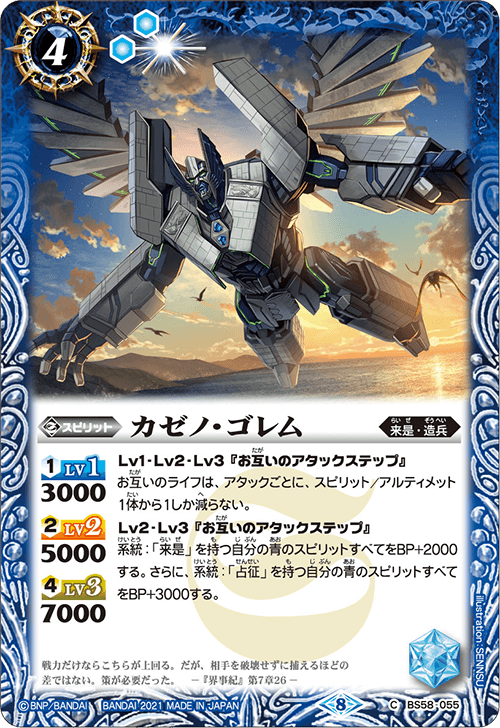 4
スピリット
カゼノ・ゴレム
らいぜ ぞうへい
来是・造兵
1 LV1
3000
2 LV2
5000
4 LV3
7000
Lv1・Lv2・Lv3『お互いのアタックステップ』
お互いのライフは、アタックごとに、スピリット/アルティメット
1体から1しか減らない。
Lv2・Lv3『お互いのアタックステップ』
系統：「来是」を持つ自分の青のスピリットすべてをBP+2000
する。さらに、系統：「占征」を持つ自分の青のスピリットすべて
をBP+3000する。
戦力だけならこちらが上回る。だが、相手を破壊せずに捕えるほどの
差ではない。策が必要だった。 ―『界事紀』第7章26―
illustration:SENNSU
©BNP/BANDAI BANDAI 2021 MADE IN JAPAN
8
C BS58-055